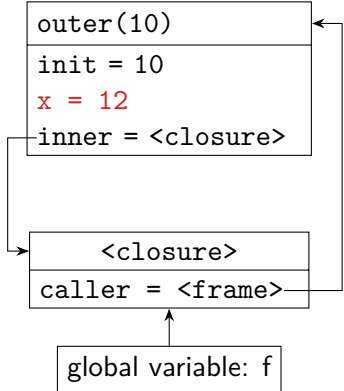 outer(10)
init = 10
x = 12
inner = <closure>
<closure>
caller = <frame>
global variable: f